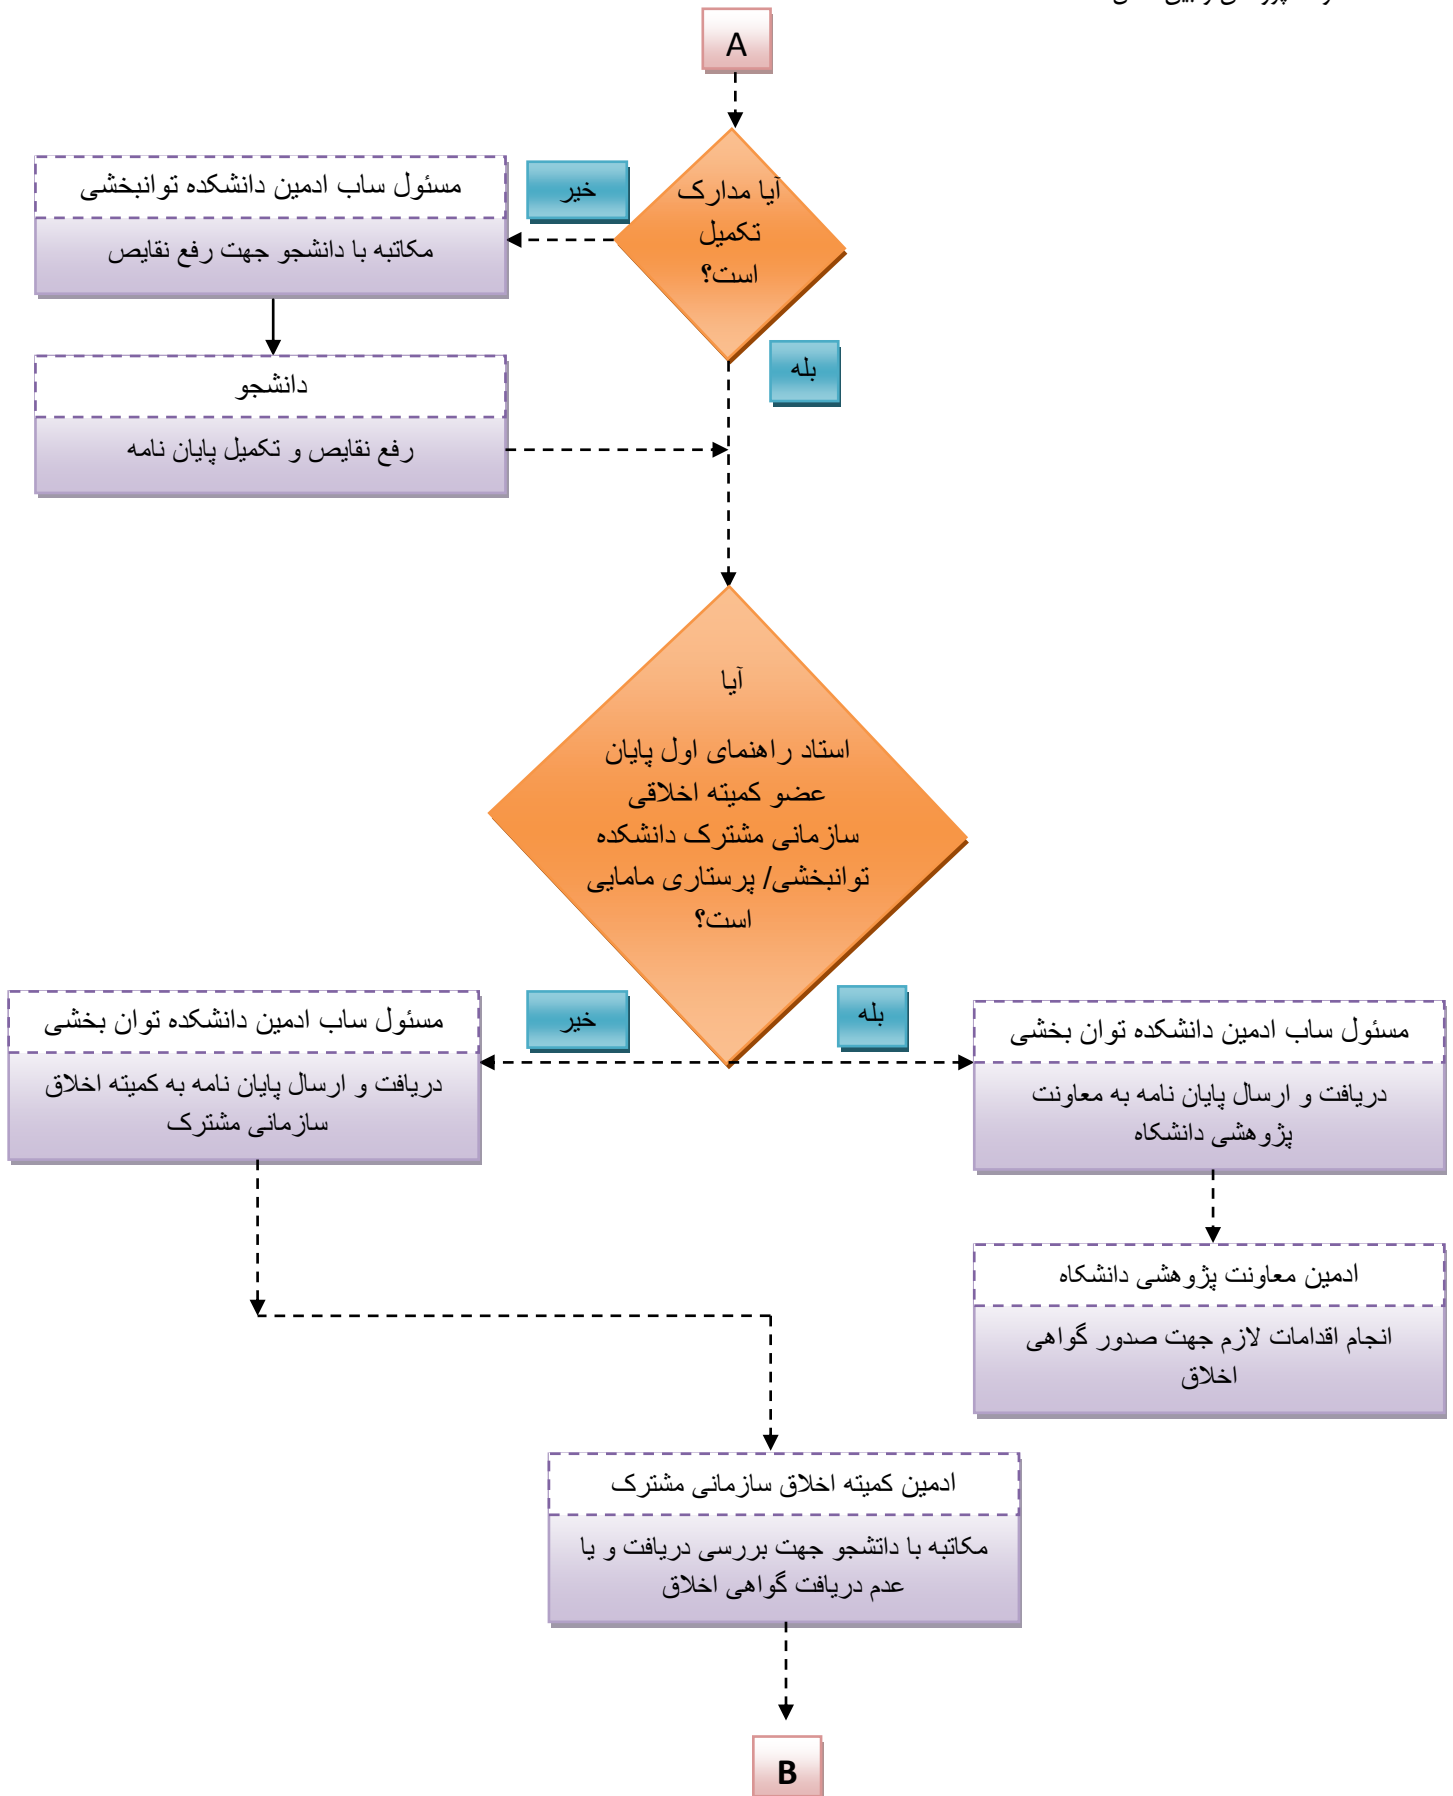 A
آیا مدارک
تکمیل
است؟
خیر
مسئول ساب ادمین دانشکده توانبخشی
مکاتبه با دانشجو جهت رفع نقایص
بله
دانشجو
رفع نقایص و تکمیل پایان نامه
آیا
استاد راهنمای اول پایان
عضو کمیته اخلاقی
سازمانی مشترک دانشکده
توانبخشی/ پرستاری مامایی
است؟
بله
خیر
مسئول ساب ادمین دانشکده توان بخشی
دریافت و ارسال پایان نامه به معاونت
پژوهشی دانشگاه
مسئول ساب ادمین دانشکده توان بخشی
دریافت و ارسال پایان نامه به کمیته اخلاق
سازمانی مشترک
ادمین معاونت پژوهشی دانشکاه
انجام اقدامات لازم جهت صدور گواهی
اخلاق
ادمین کمیته اخلاق سازمانی مشترک
مکاتبه با داتشجو جهت بررسی دریافت و یا
عدم دریافت گواهی اخلاق
B